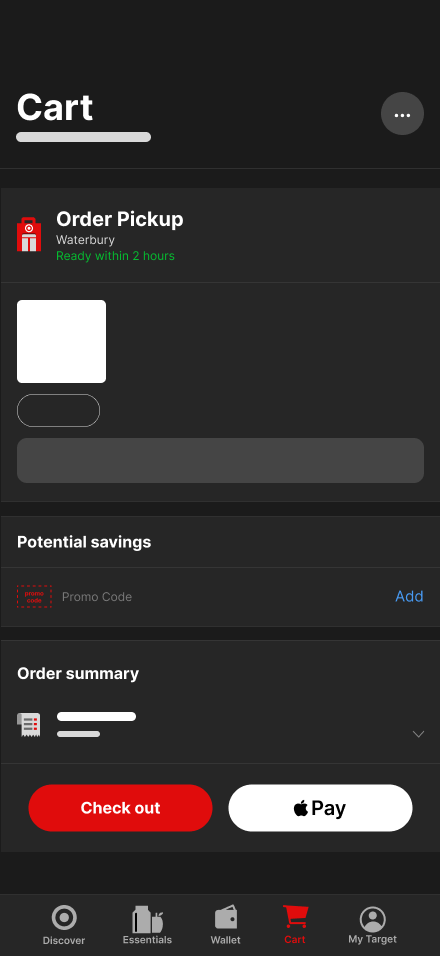 Cart
Order Pickup
Waterbury
Ready within 2 hours
Potential savings
promo
code
Promo Code
Add
Order summary
Check out
Pay
Discover
Essentials
Wallet
Cart
My Target